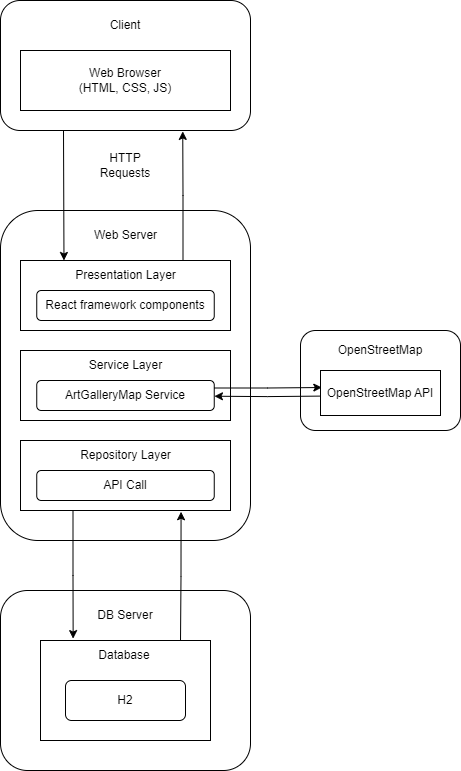 Client
Web Browser
(HTML, CSS, JS)
HTTP
Requests
Web Server
Presentation Layer
React framework components
Service Layer
ArtGalleryMap Service
OpenStreetMap
OpenStreetMap API
Repository Layer
API Call
DB Server
Database
H2